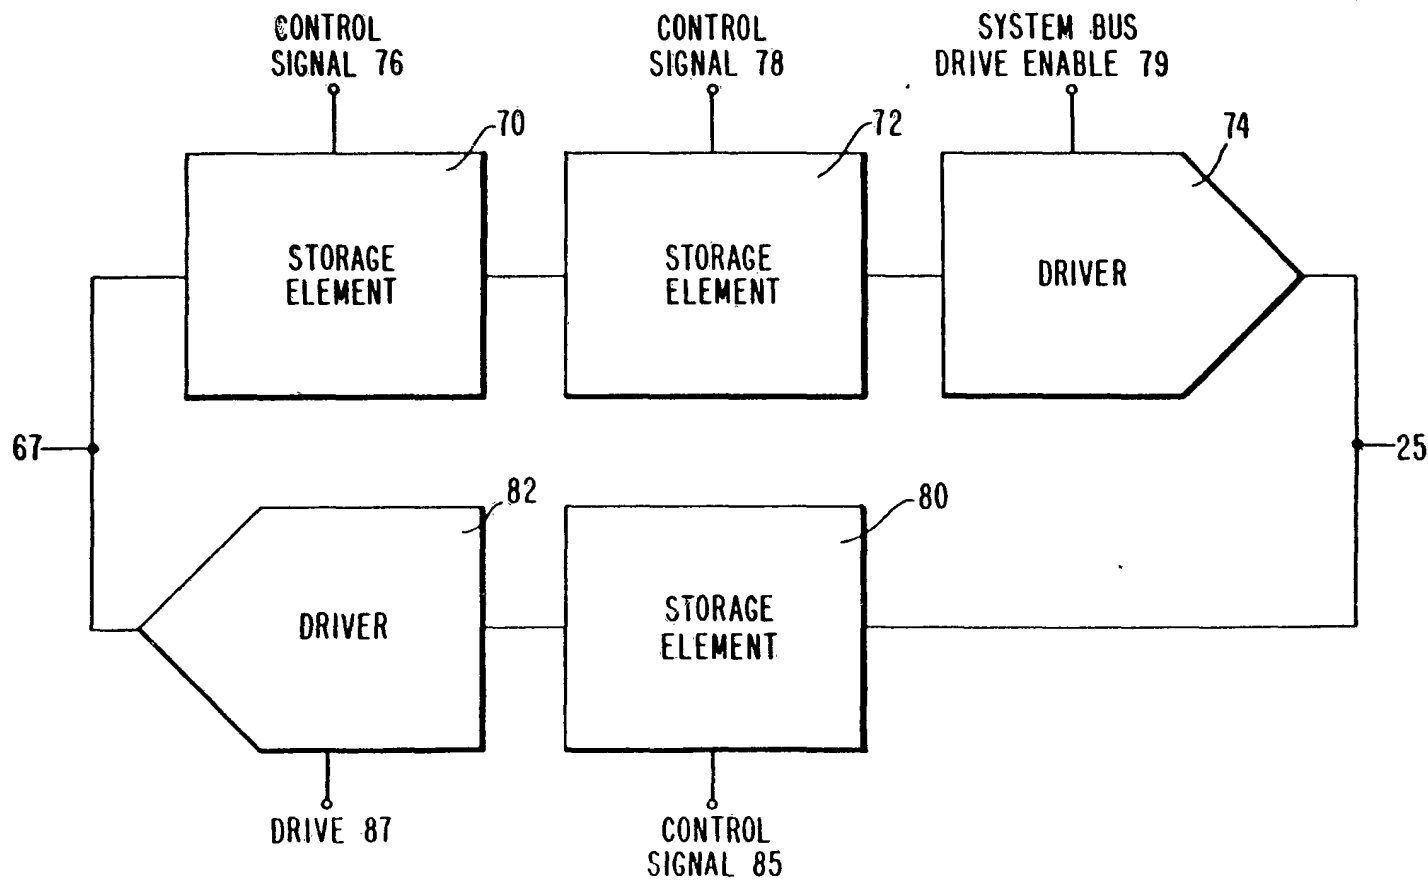 CONTROL
SIGNAL 76
CONTROL
SIGNAL 78
SYSTEM BUS
DRIVE ENABLE 79
70
72
74
STORAGE
ELEMENT
STORAGE
ELEMENT
DRIVER
67
25
82
80
DRIVER
STORAGE
ELEMENT
DRIVE 87
CONTROL
SIGNAL 85